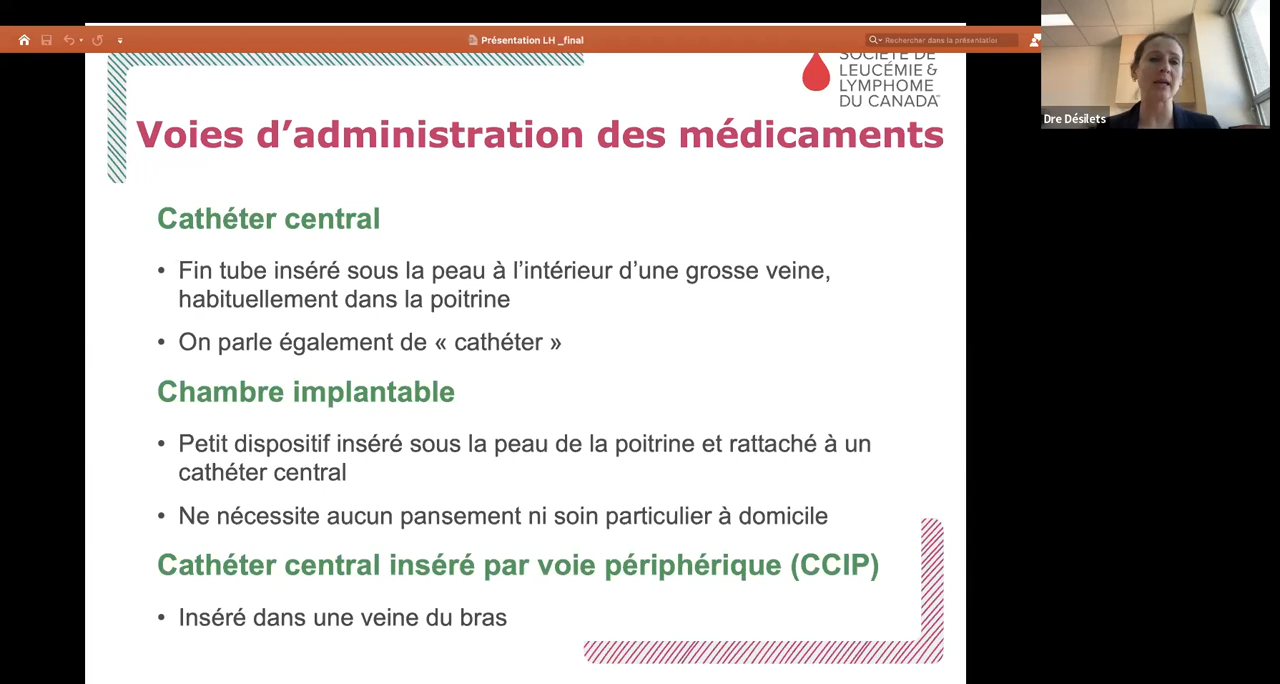 Présentation LH _final
Rechercher dans la présentation
SOCIÉTÉ DE
LEUCÉMIE &
LYMPHOME
DU CANADA
Dre Désilets
Voies d’administration des médicaments
Cathéter central
• Fin tube inséré sous la peau à l’intérieur d’une grosse veine,
habituellement dans la poitrine
• On parle également de « cathéter »
Chambre implantable
• Petit dispositif inséré sous la peau de la poitrine et rattaché à un
cathéter central
• Ne nécessite aucun pansement ni soin particulier à domicile
Cathéter central inséré par voie périphérique (CCIP)
• Inséré dans une veine du bras